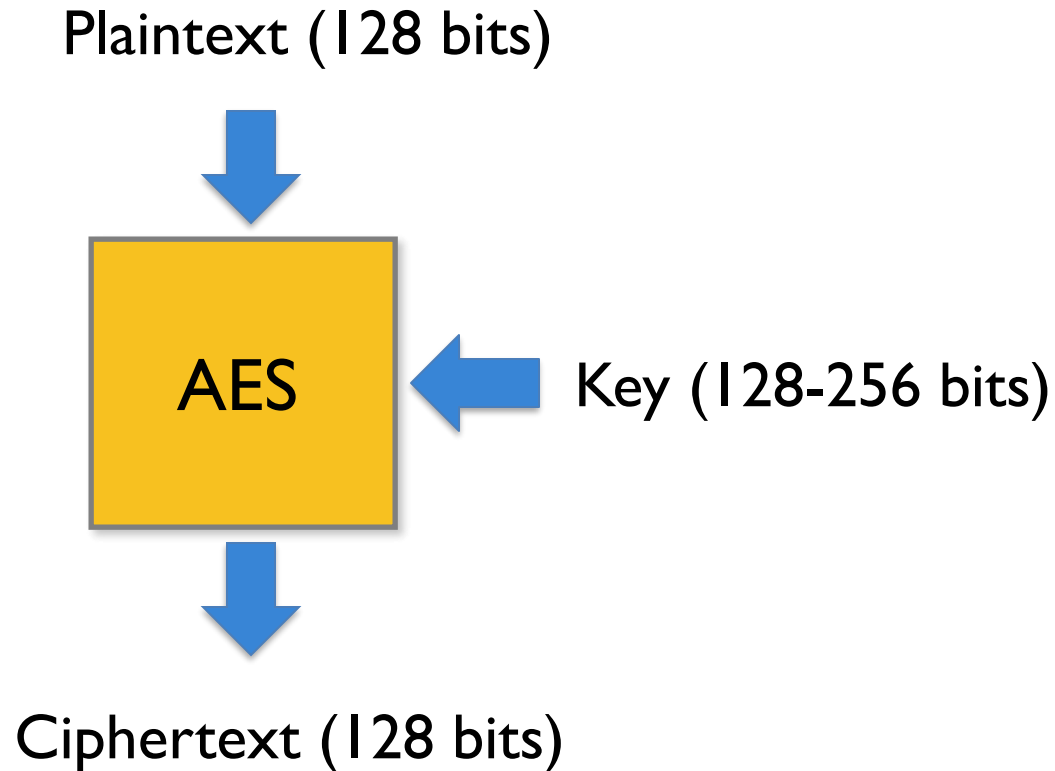 Plaintext (128 bits)
AES
Key (128-256 bits)
Ciphertext (128 bits)